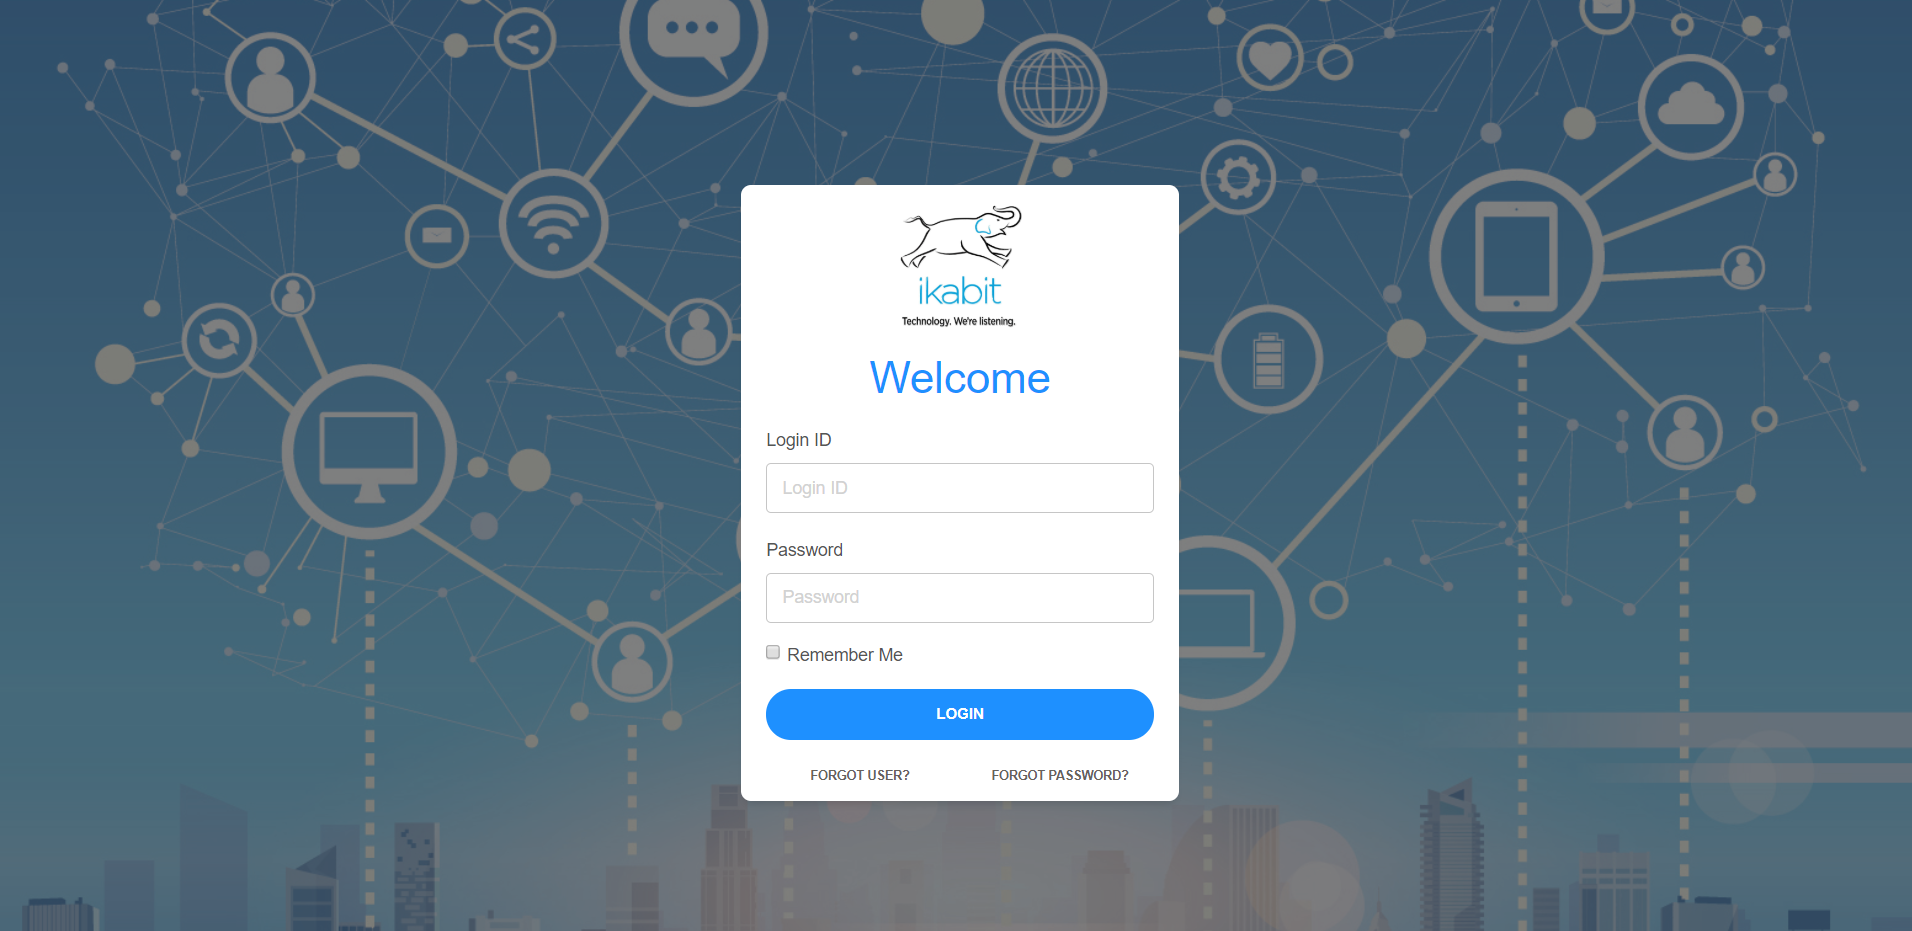 ikabit
Technology. We're listening.
Welcome
Login ID
Login ID
Password
Password
Remember Me
LOGIN
FORGOT USER? FORGOT PASSWORD?